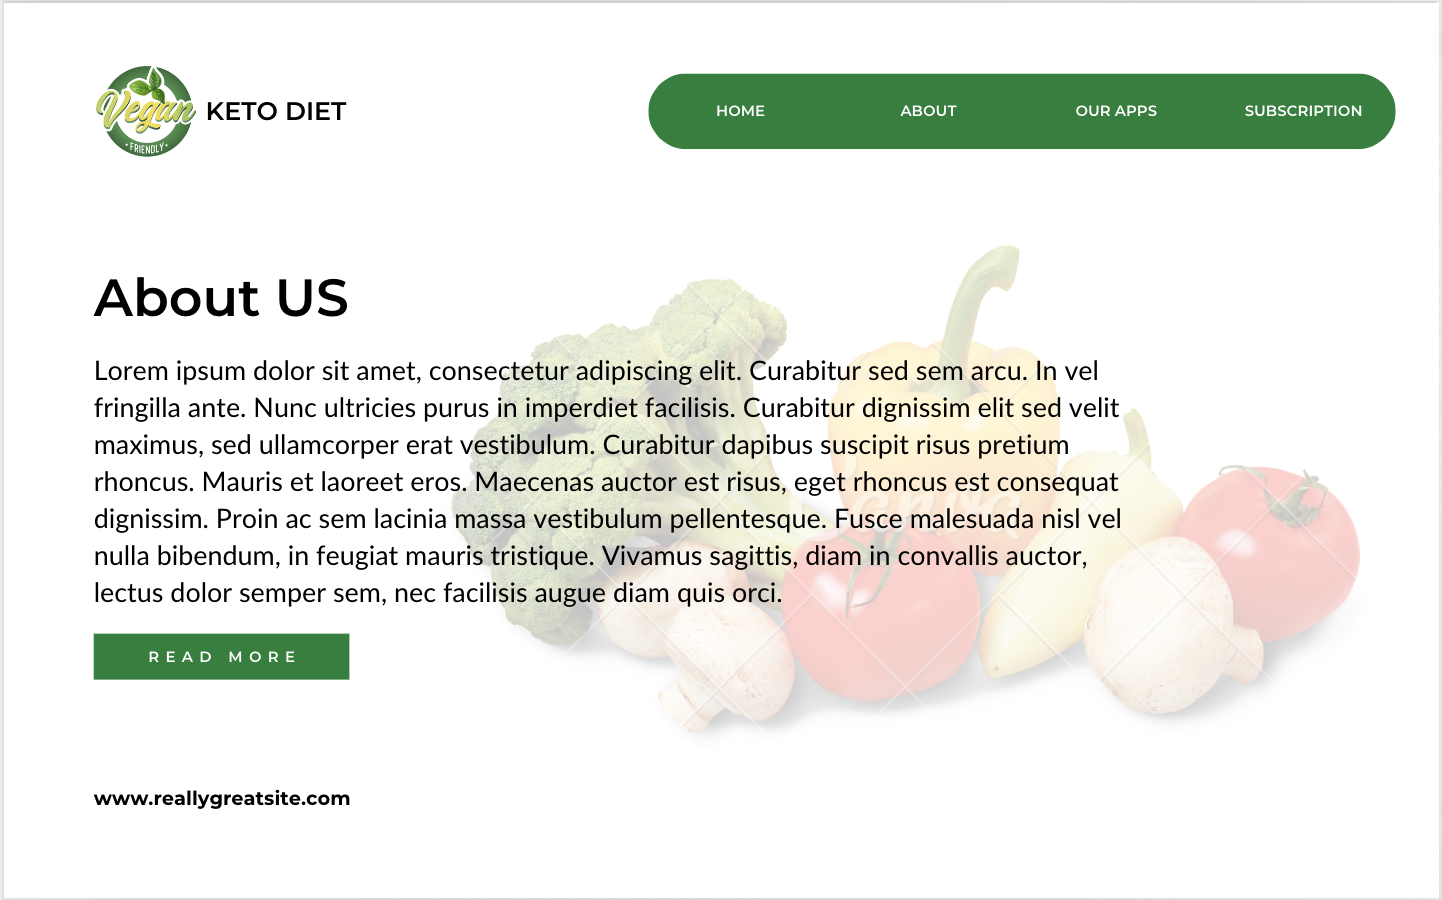 Vegan
• FRIENDLY •
KETO DIET
HOME
ABOUT
OUR APPS
SUBSCRIPTION
About US
Lorem ipsum dolor sit amet, consectetur adipiscing elit. Curabitur sed sem arcu. In vel
fringilla ante. Nunc ultricies purus in imperdiet facilisis. Curabitur dignissim elit sed velit
maximus, sed ullamcorper erat vestibulum. Curabitur dapibus suscipit risus pretium
rhoncus. Mauris et laoreet eros. Maecenas auctor est risus, eget rhoncus est consequat
dignissim. Proin ac sem lacinia massa vestibulum pellentesque. Fusce malesuada nisl vel
nulla bibendum, in feugiat mauris tristique. Vivamus sagittis, diam in convallis auctor,
lectus dolor semper sem, nec facilisis augue diam quis orci.
READ MORE
www.reallygreatsite.com